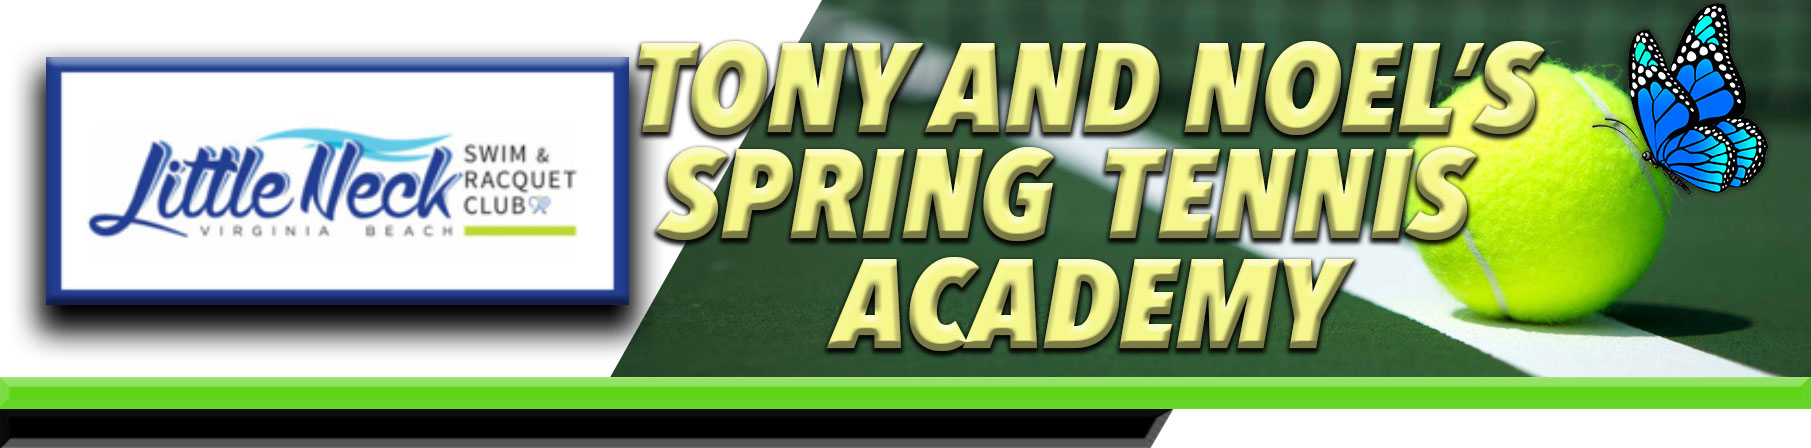 Little Neck
SWIM &
RACQUET
CLUB
VIRGINIA BEACH
TONY AND NOEL'S
SPRING TENNIS
ACADEMY